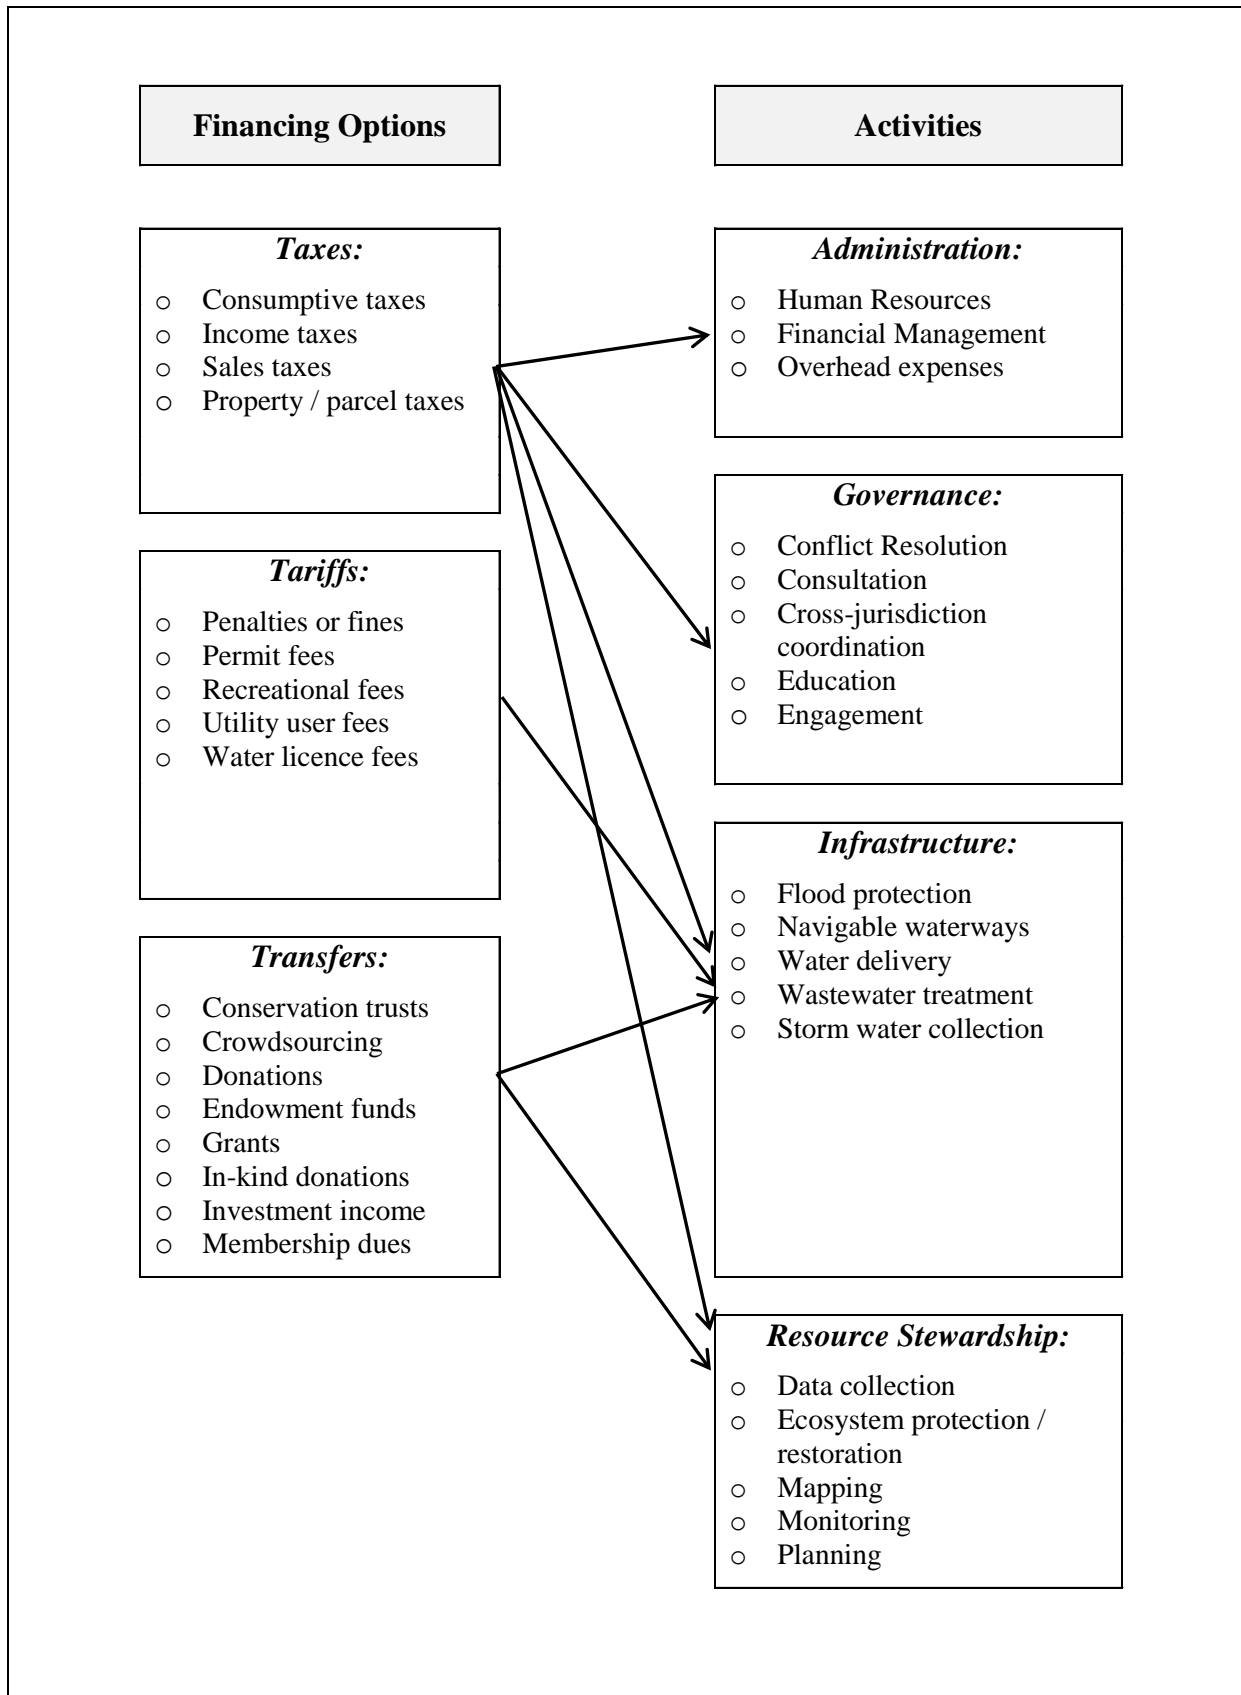 Financing Options
Activities
Taxes:
o Consumptive taxes
o Income taxes
o Sales taxes
o Property / parcel taxes
Tariffs:
o Penalties or fines
o Permit fees
o Recreational fees
o Utility user fees
o Water licence fees
Transfers:
o Conservation trusts
o Crowdsourcing
o Donations
o Endowment funds
o Grants
o In-kind donations
o Investment income
o Membership dues
Administration:
o Human Resources
o Financial Management
o Overhead expenses
Governance:
o Conflict Resolution
o Consultation
o Cross-jurisdiction
coordination
o Education
o Engagement
Infrastructure:
o Flood protection
o Navigable waterways
o Water delivery
o Wastewater treatment
o Storm water collection
Resource Stewardship:
o Data collection
o Ecosystem protection /
restoration
o Mapping
o Monitoring
o Planning